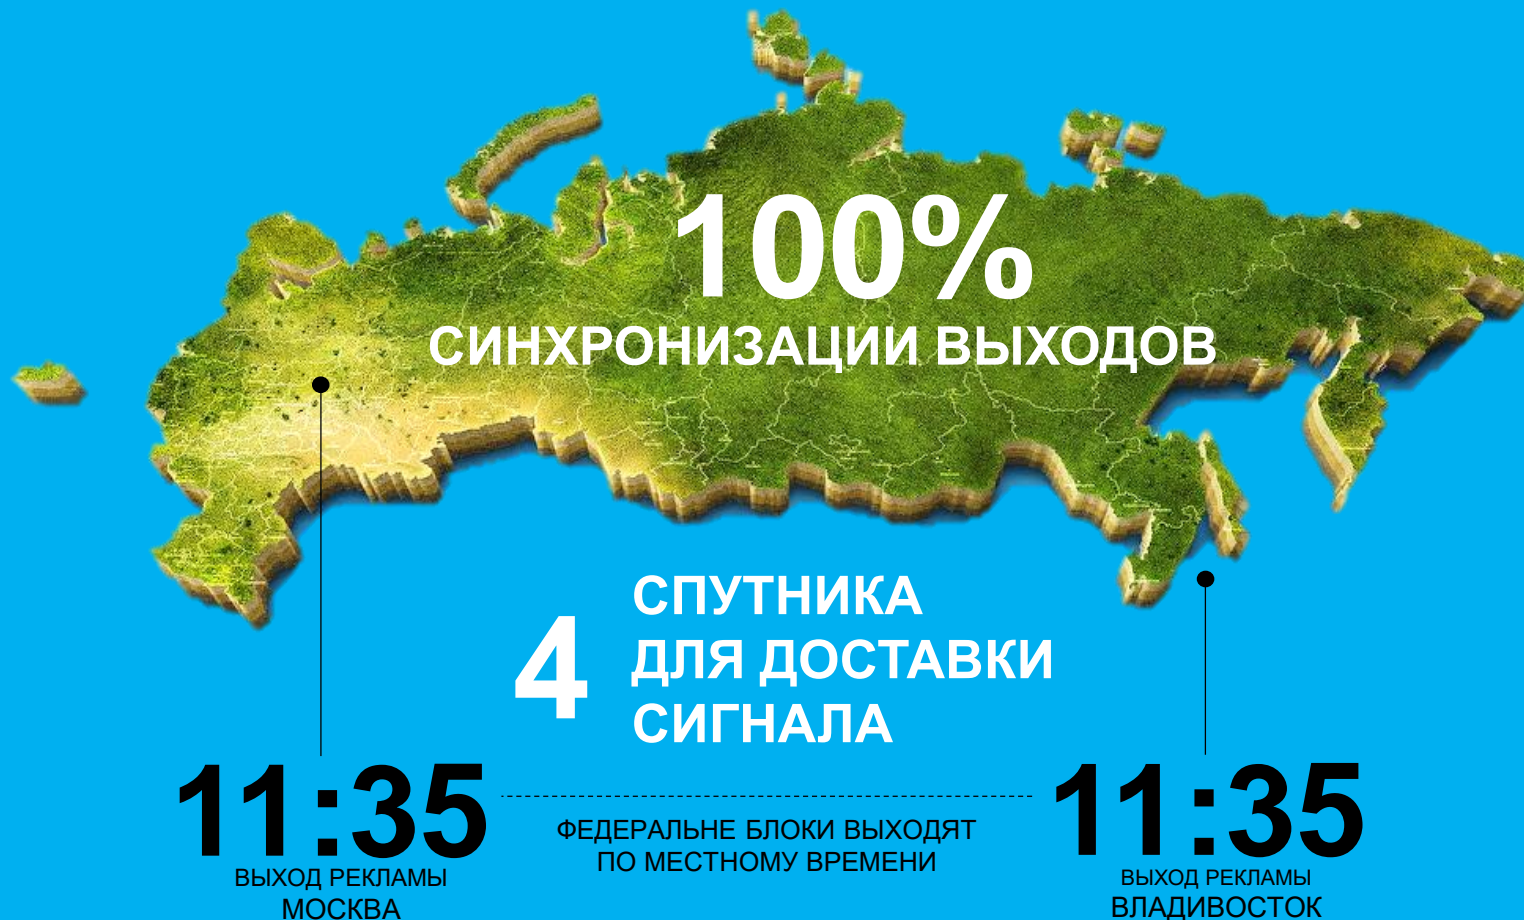 100%
СИНХРОНИЗАЦИИ ВЫХОДОВ
4
СПУТНИКА
ДЛЯ ДОСТАВКИ
СИГНАЛА
11:35
ВЫХОД РЕКЛАМЫ
МОСКВА
ФЕДЕРАЛЬНЕ БЛОКИ ВЫХОДЯТ
ПО МЕСТНОМУ ВРЕМЕНИ
11:35
ВЫХОД РЕКЛАМЫ
ВЛАДИВОСТОК